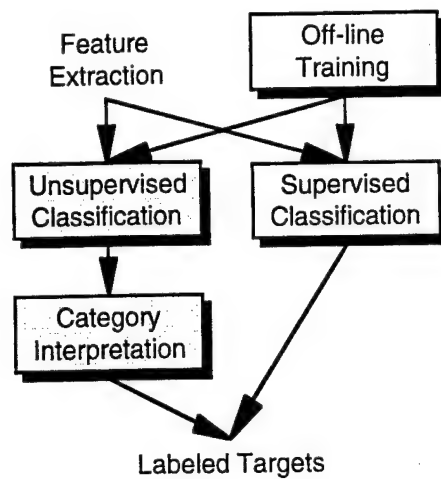 Feature
Extraction
Off-line
Training
Unsupervised
Classification
Supervised
Classification
Category
Interpretation
Labeled Targets